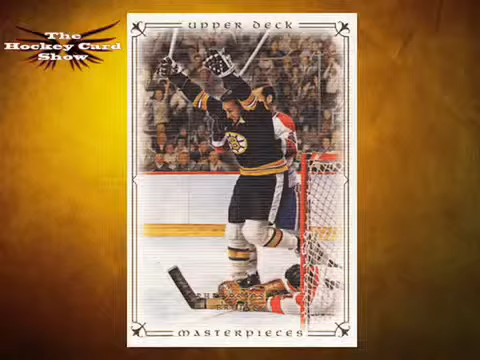 The
Hockey Card
Show
UPPER DECK
MASTERPIECES